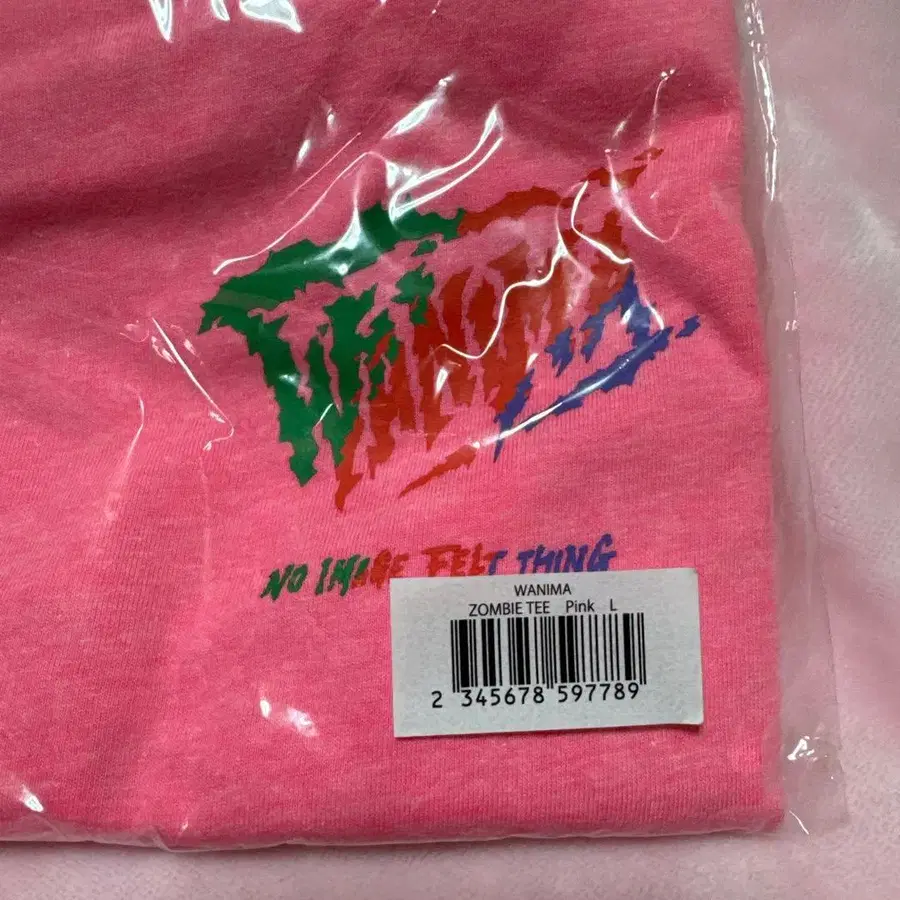 WANIMA
NO IMAGE FELT THING
WANIMA
ZOMBIE TEE Pink L
2 345678 597789